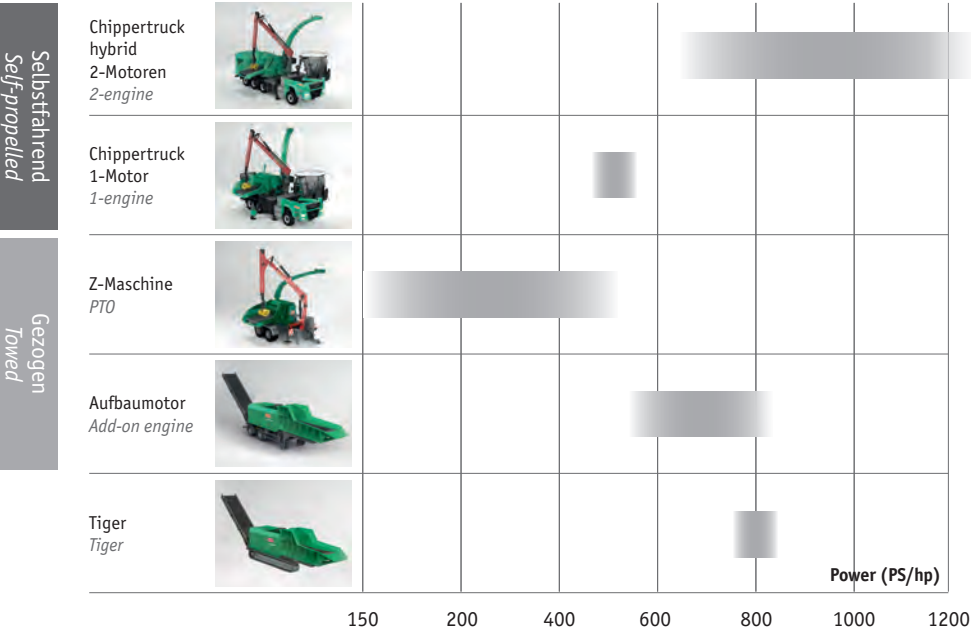 Selbstfahrend
Self-propelled
Chippertruck
hybrid
2-Motoren
2-engine
Chippertruck
1-Motor
1-engine
Gezogen
Towed
Z-Maschine
PTO
Aufbaumotor
Add-on engine
Tiger
Tiger
Power (PS/hp)
150 200 400 600 800 1000 1200